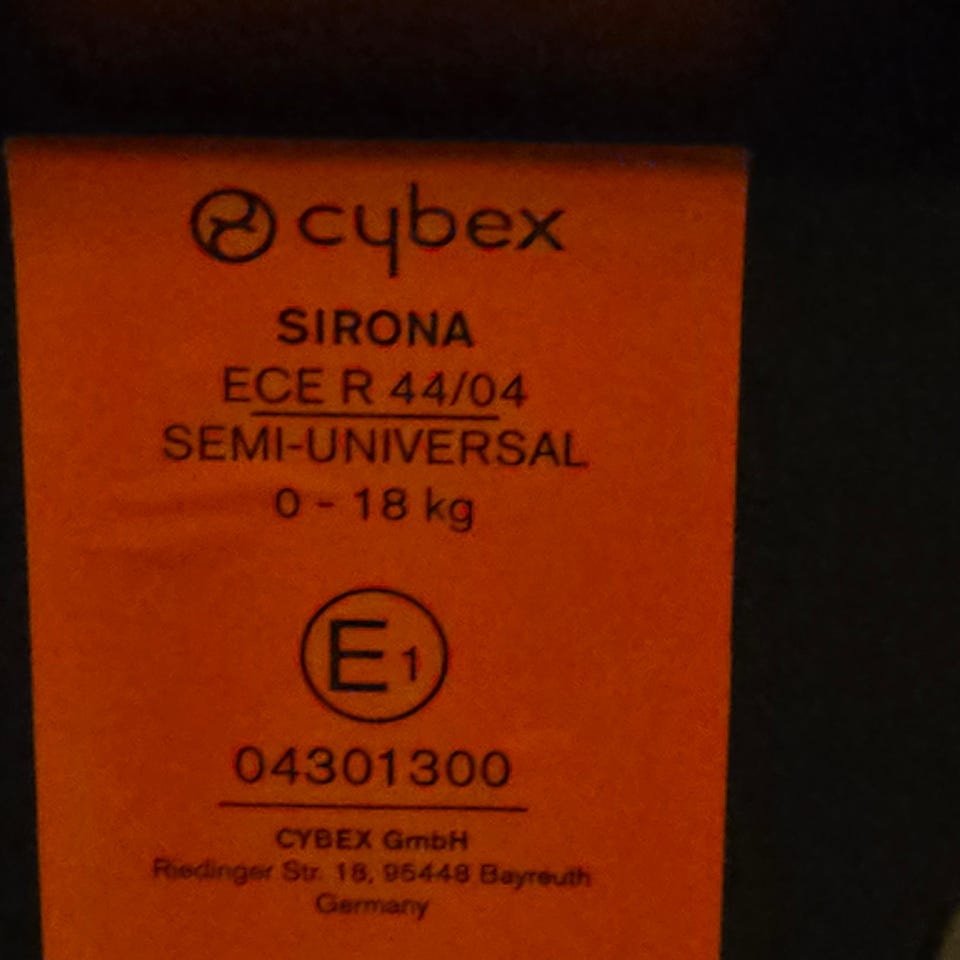 cybex
SIRONA
ECE R 44/04
SEMI-UNIVERSAL
0 - 18 kg
E1
04301300
CYBEX GmbH
Riedinger Str. 18, 95448 Bayreuth
Germany